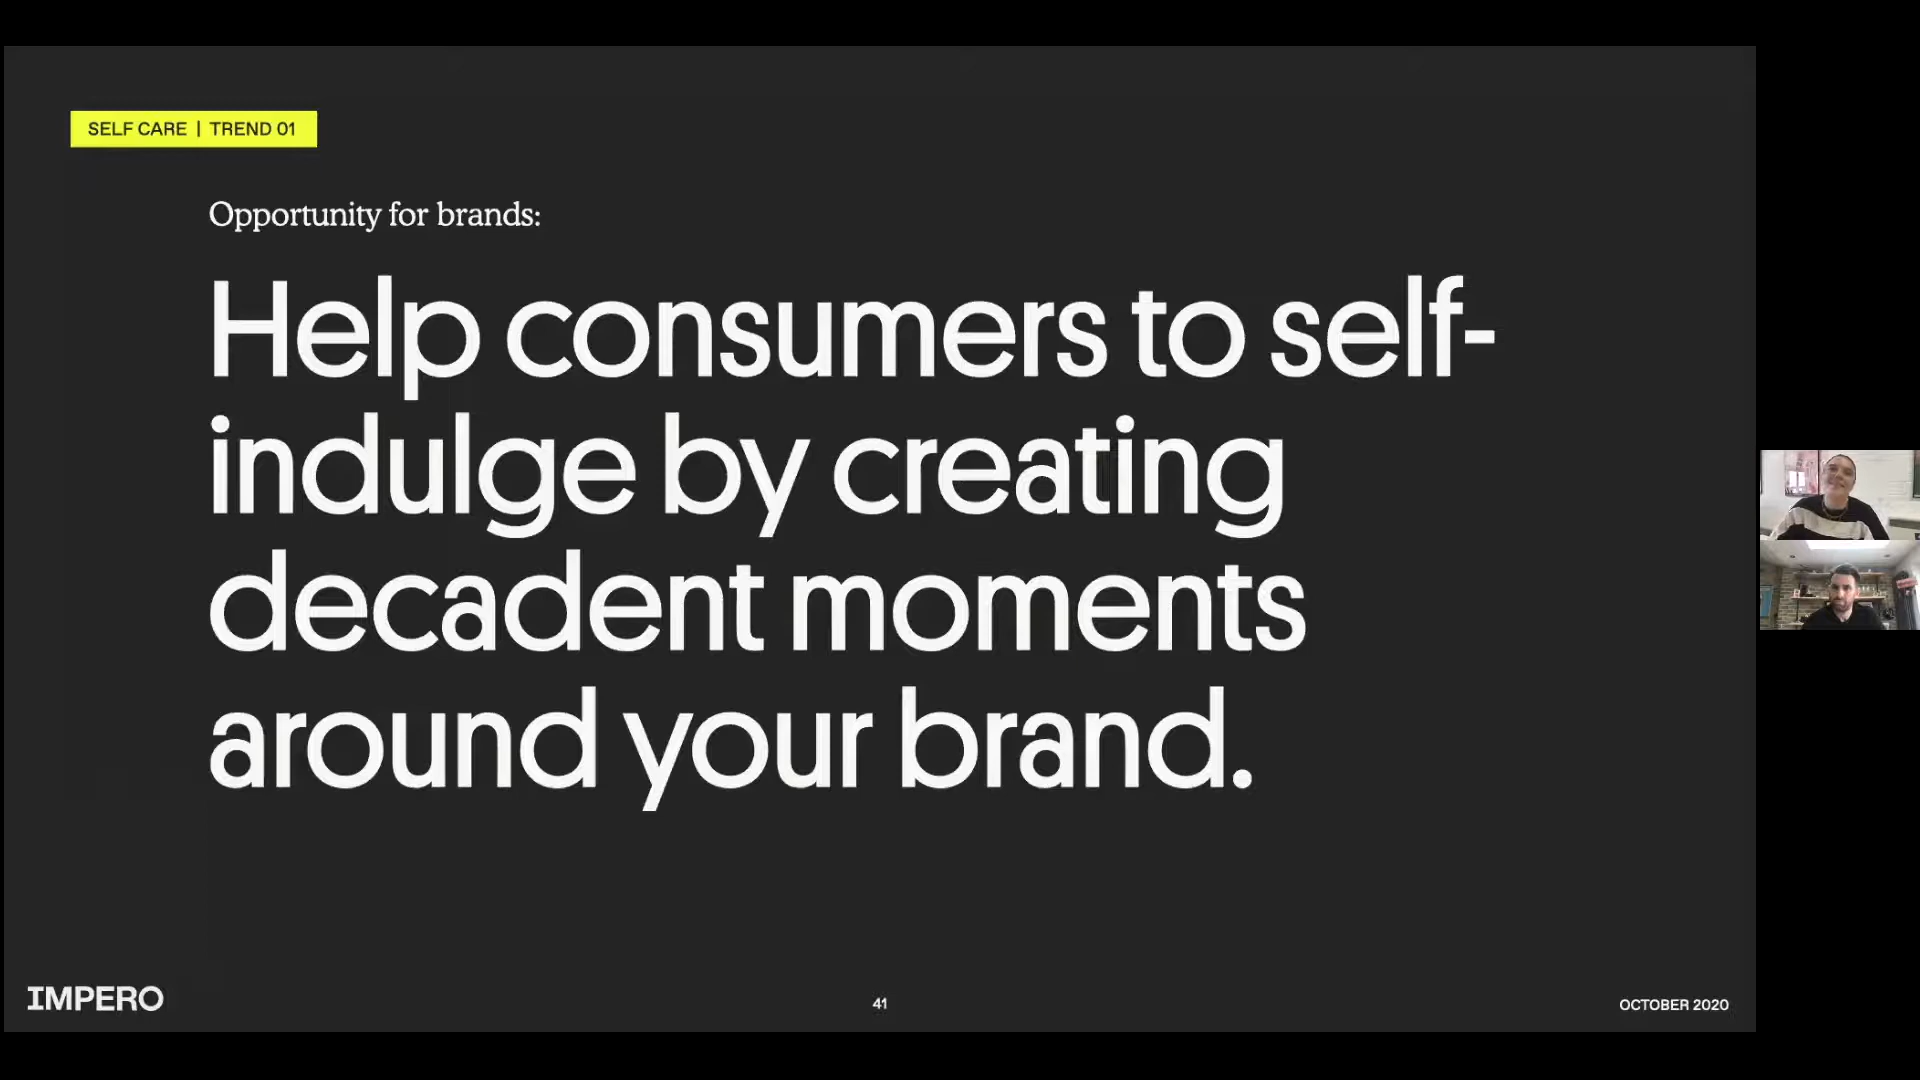 SELF CARE | TREND 01
Opportunity for brands:
Help consumers to self-
indulge by creating
decadent moments
around your brand.
IMPERO
41
OCTOBER 2020